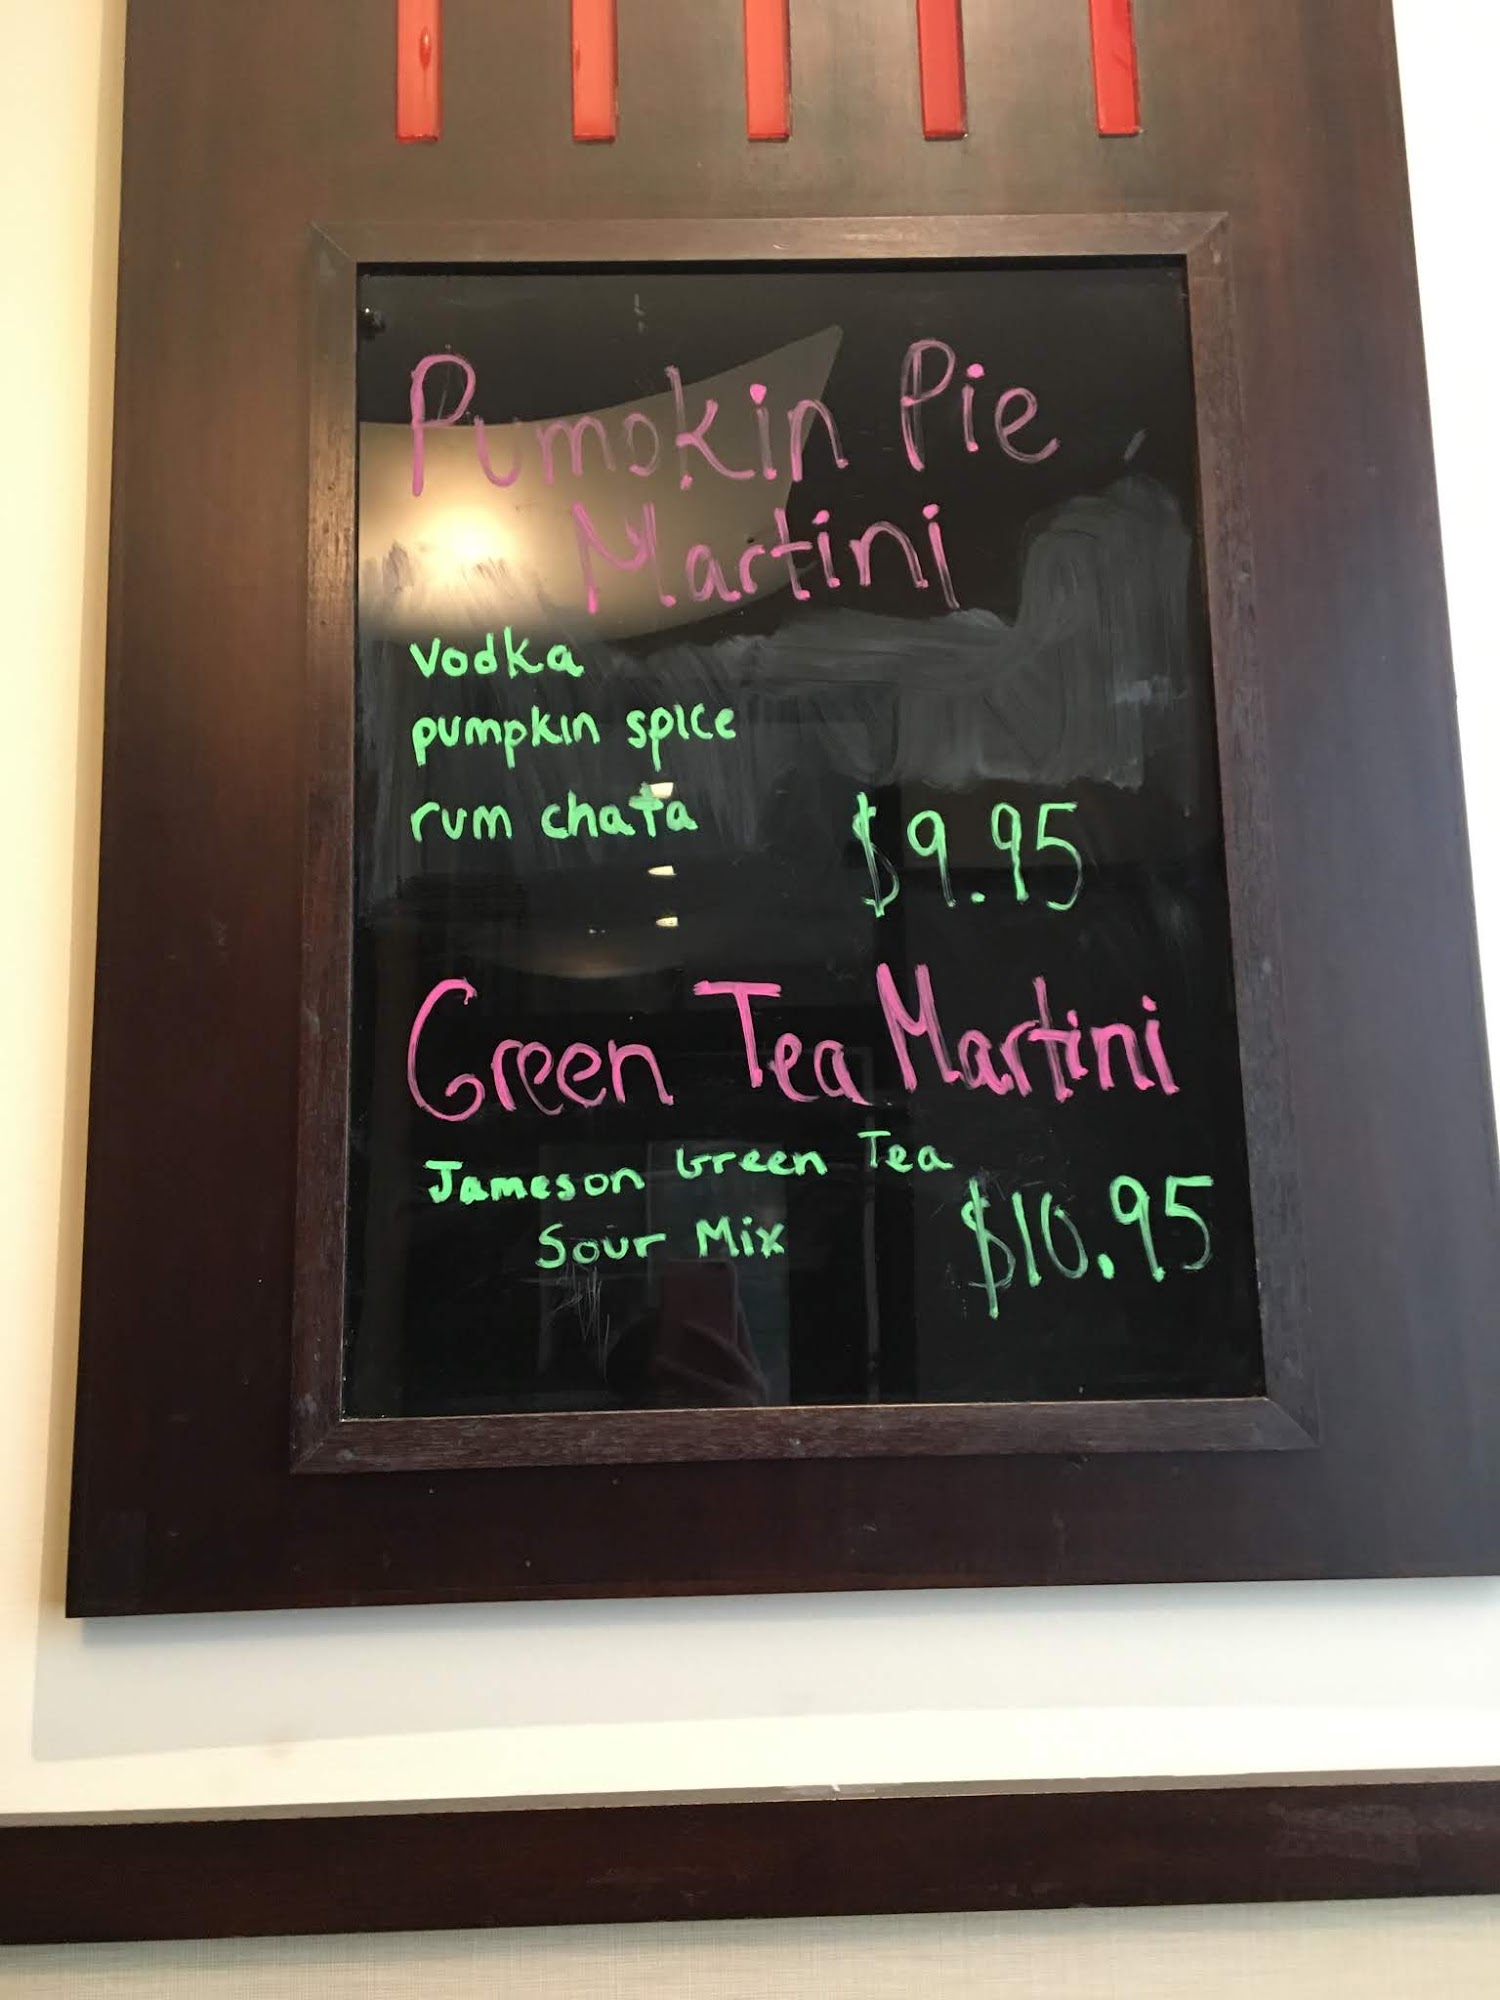 Pumpkin Pie
Martini
vodka
pumpkin spice
rum chata
$9.95
Green Tea Martini
Jameson Green Tea
Sour Mix
$10.95